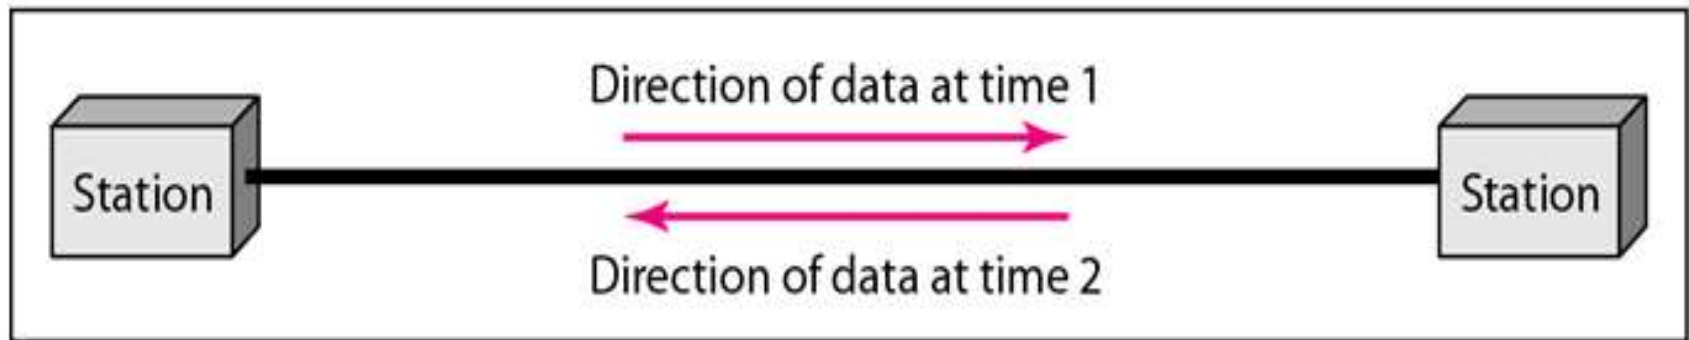 Direction of data at time 1
Station
Station
Direction of data at time 2